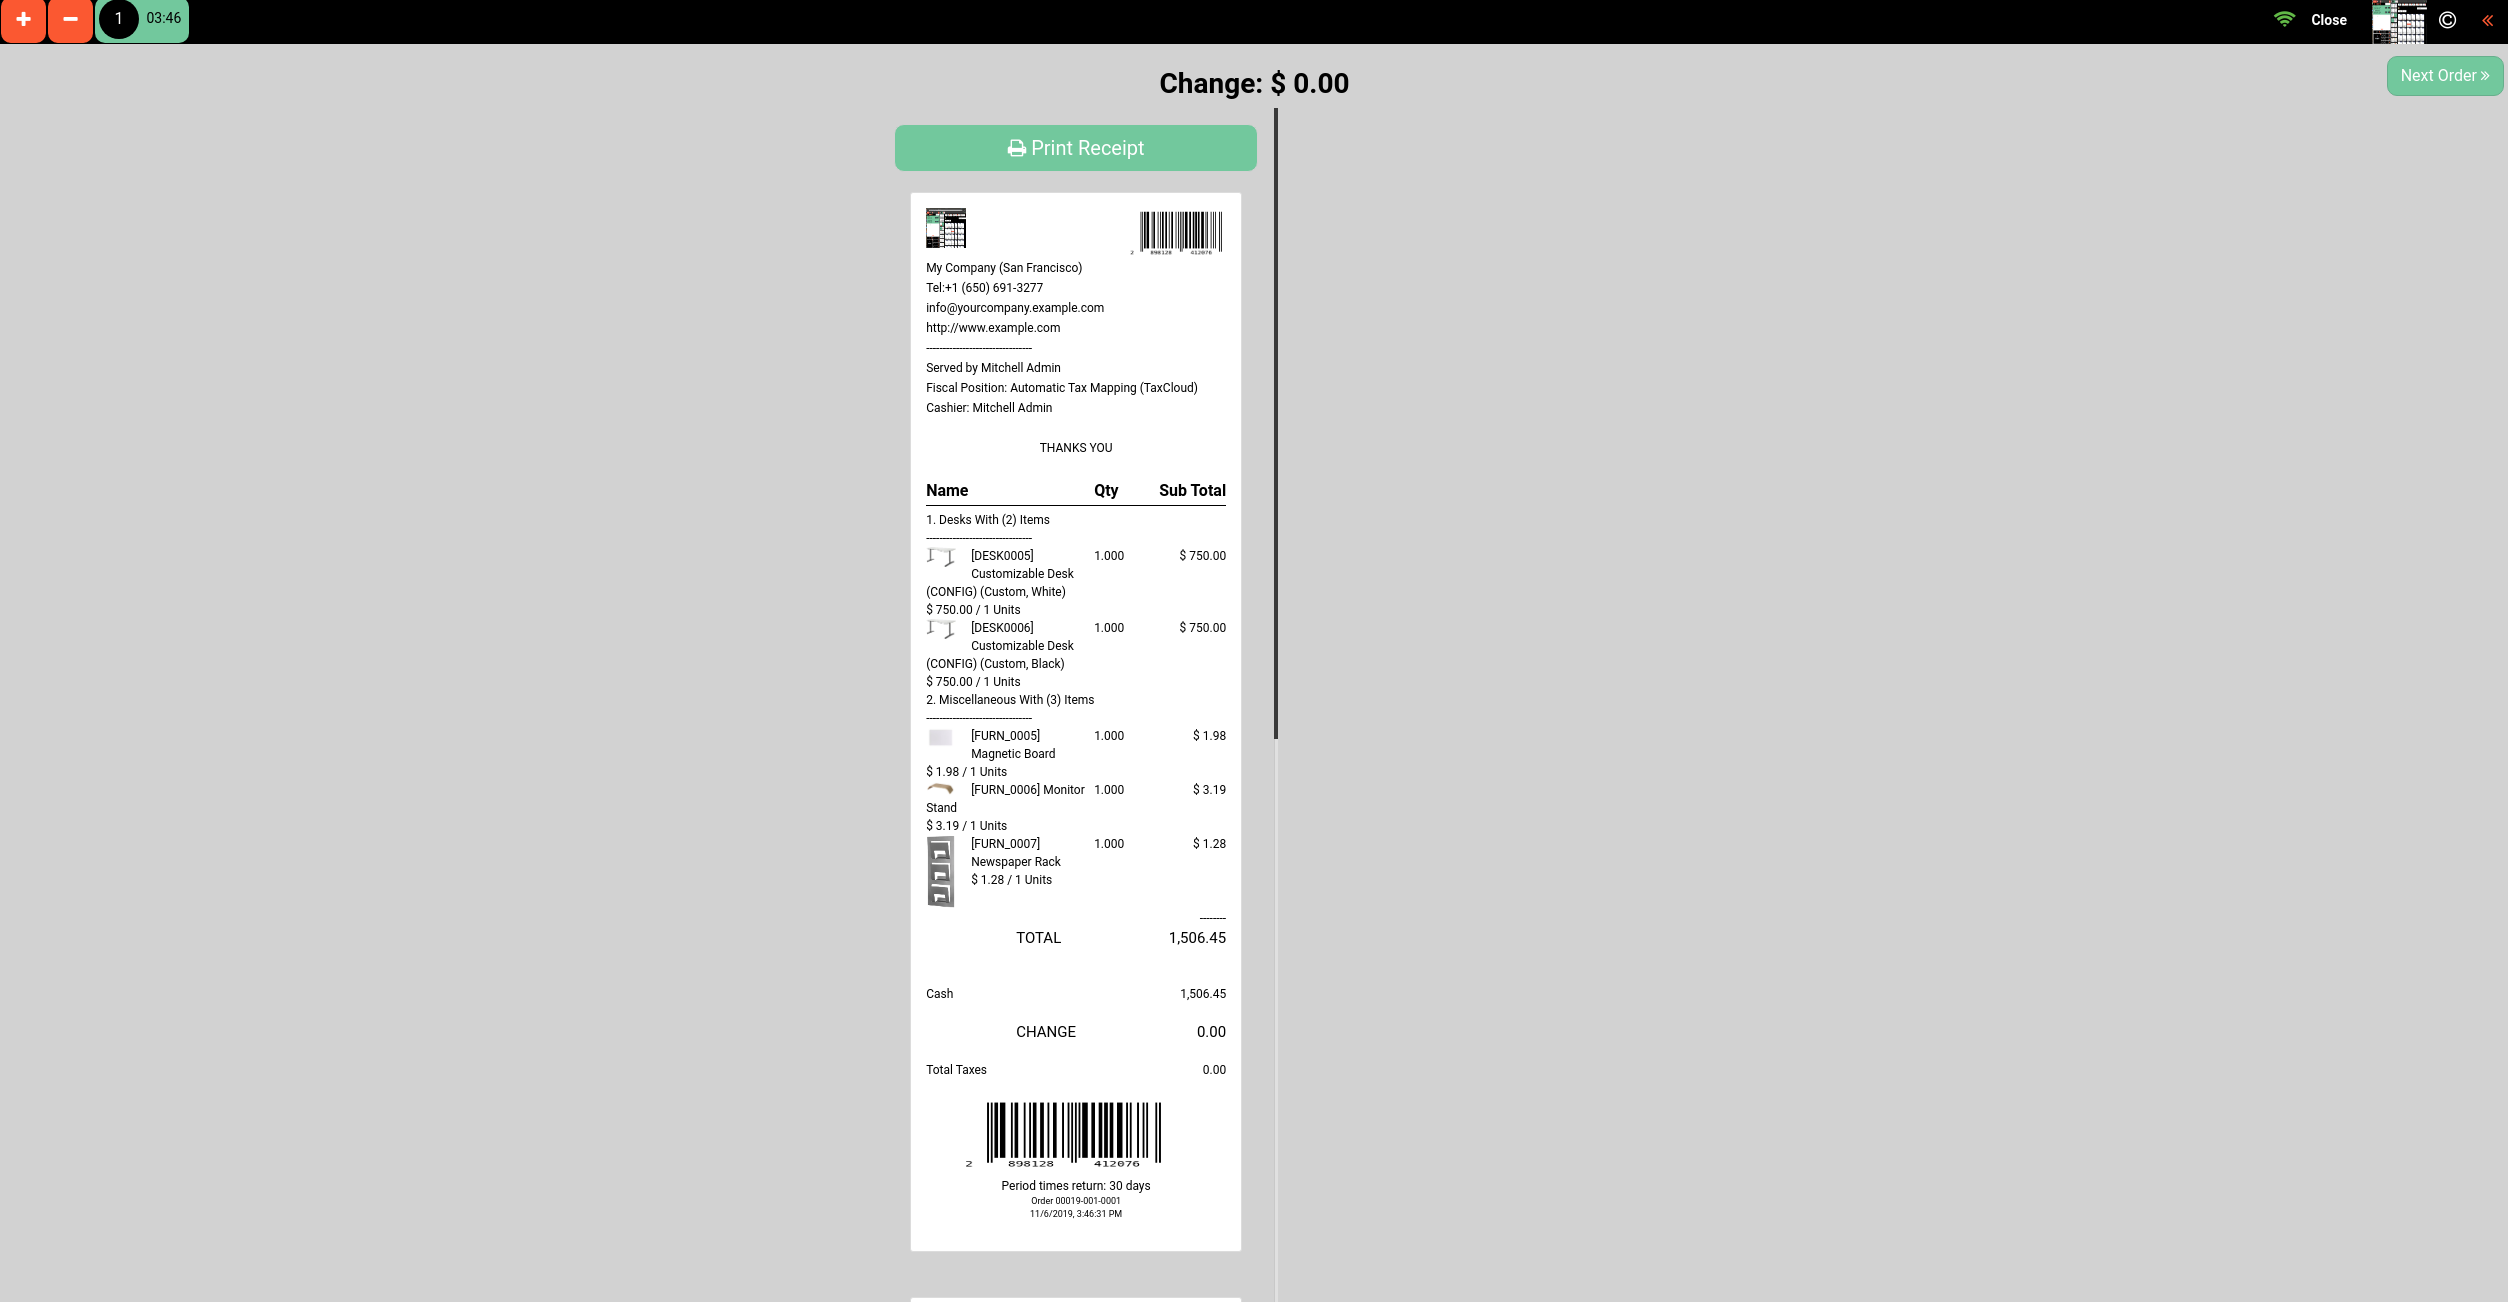 1 03:46 Close
Change: $ 0.00
Next Order
Print Receipt
2 898128 412076
My Company (San Francisco)
Tel:+1 (650) 691-3277
info@yourcompany.example.com
http://www.example.com
--------------------------------
Served by Mitchell Admin
Fiscal Position: Automatic Tax Mapping (TaxCloud)
Cashier: Mitchell Admin
THANKS YOU
Name Qty Sub Total
1. Desks With (2) Items
--------------------------------
[DESK0005] 1.000 $ 750.00
Customizable Desk
(CONFIG) (Custom, White)
$ 750.00 / 1 Units
[DESK0006] 1.000 $ 750.00
Customizable Desk
(CONFIG) (Custom, Black)
$ 750.00 / 1 Units
2. Miscellaneous With (3) Items
--------------------------------
[FURN_0005] 1.000 $ 1.98
Magnetic Board
$ 1.98 / 1 Units
[FURN_0006] Monitor 1.000 $ 3.19
Stand
$ 3.19 / 1 Units
[FURN_0007] 1.000 $ 1.28
Newspaper Rack
$ 1.28 / 1 Units
--------
TOTAL 1,506.45
Cash 1,506.45
CHANGE 0.00
Total Taxes 0.00
2 898128 412076
Period times return: 30 days
Order 00019-001-0001
11/6/2019, 3:46:31 PM